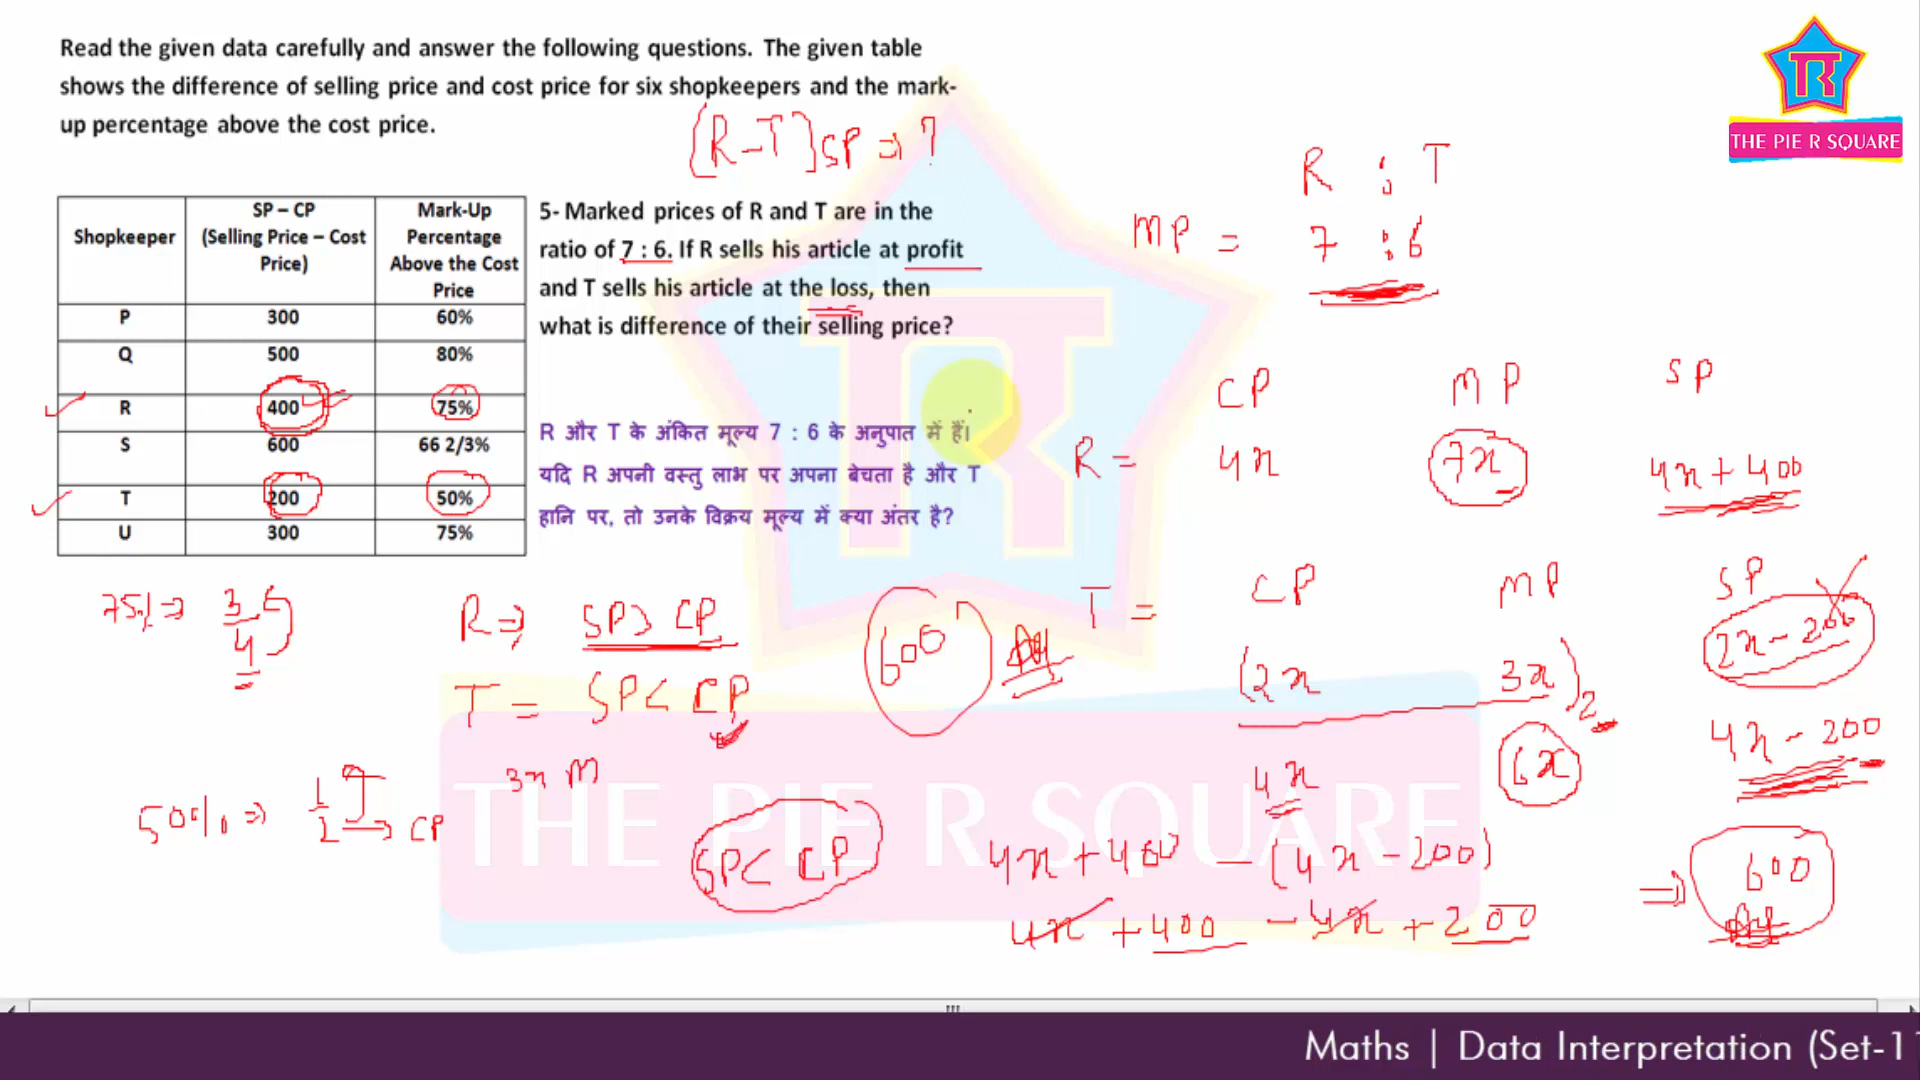 Read the given data carefully and answer the following questions. The given table
shows the difference of selling price and cost price for six shopkeepers and the mark-
up percentage above the cost price.
[R-T]SP => ?
THE PIE R SQUARE
Shopkeeper | SP – CP (Selling Price – Cost Price) | Mark-Up Percentage Above the Cost Price
P | 300 | 60%
Q | 500 | 80%
R | 400 | 75%
S | 600 | 66 2/3%
T | 200 | 50%
U | 300 | 75%
5- Marked prices of R and T are in the
ratio of 7 : 6. If R sells his article at profit
and T sells his article at the loss, then
what is difference of their selling price?
R और T के अंकित मूल्य 7 : 6 के अनुपात में हैं।
यदि R अपनी वस्तु लाभ पर अपना बेचता है और T
हानि पर, तो उनके विक्रय मूल्य में क्या अंतर है?
R : T
MP = 7 : 6
CP MP SP
R = 4x 7x 4x + 400
T = CP MP SP
(2x 3x)2 2x - 200
4x 6x 4x - 200
75% => 3/4
R => SP > CP
T = SP < CP
600
50% => 1/2 CP
3x M
SP < CP
4x + 400 - (4x - 200)
4x + 400 - 4x + 200
=> 600
THE PIE R SQUARE
Maths | Data Interpretation (Set-1